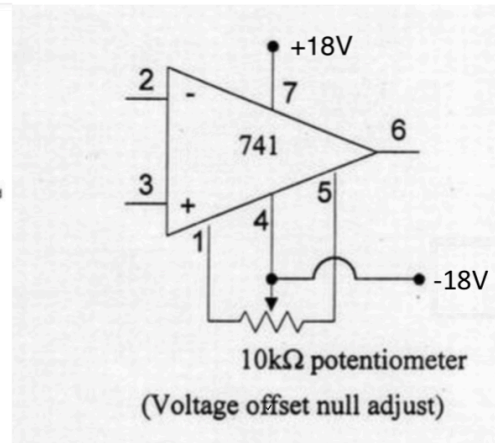 +18V
2
7
-
741
6
3
5
+
4
1
-18V
10kΩ potentiometer
(Voltage offset null adjust)